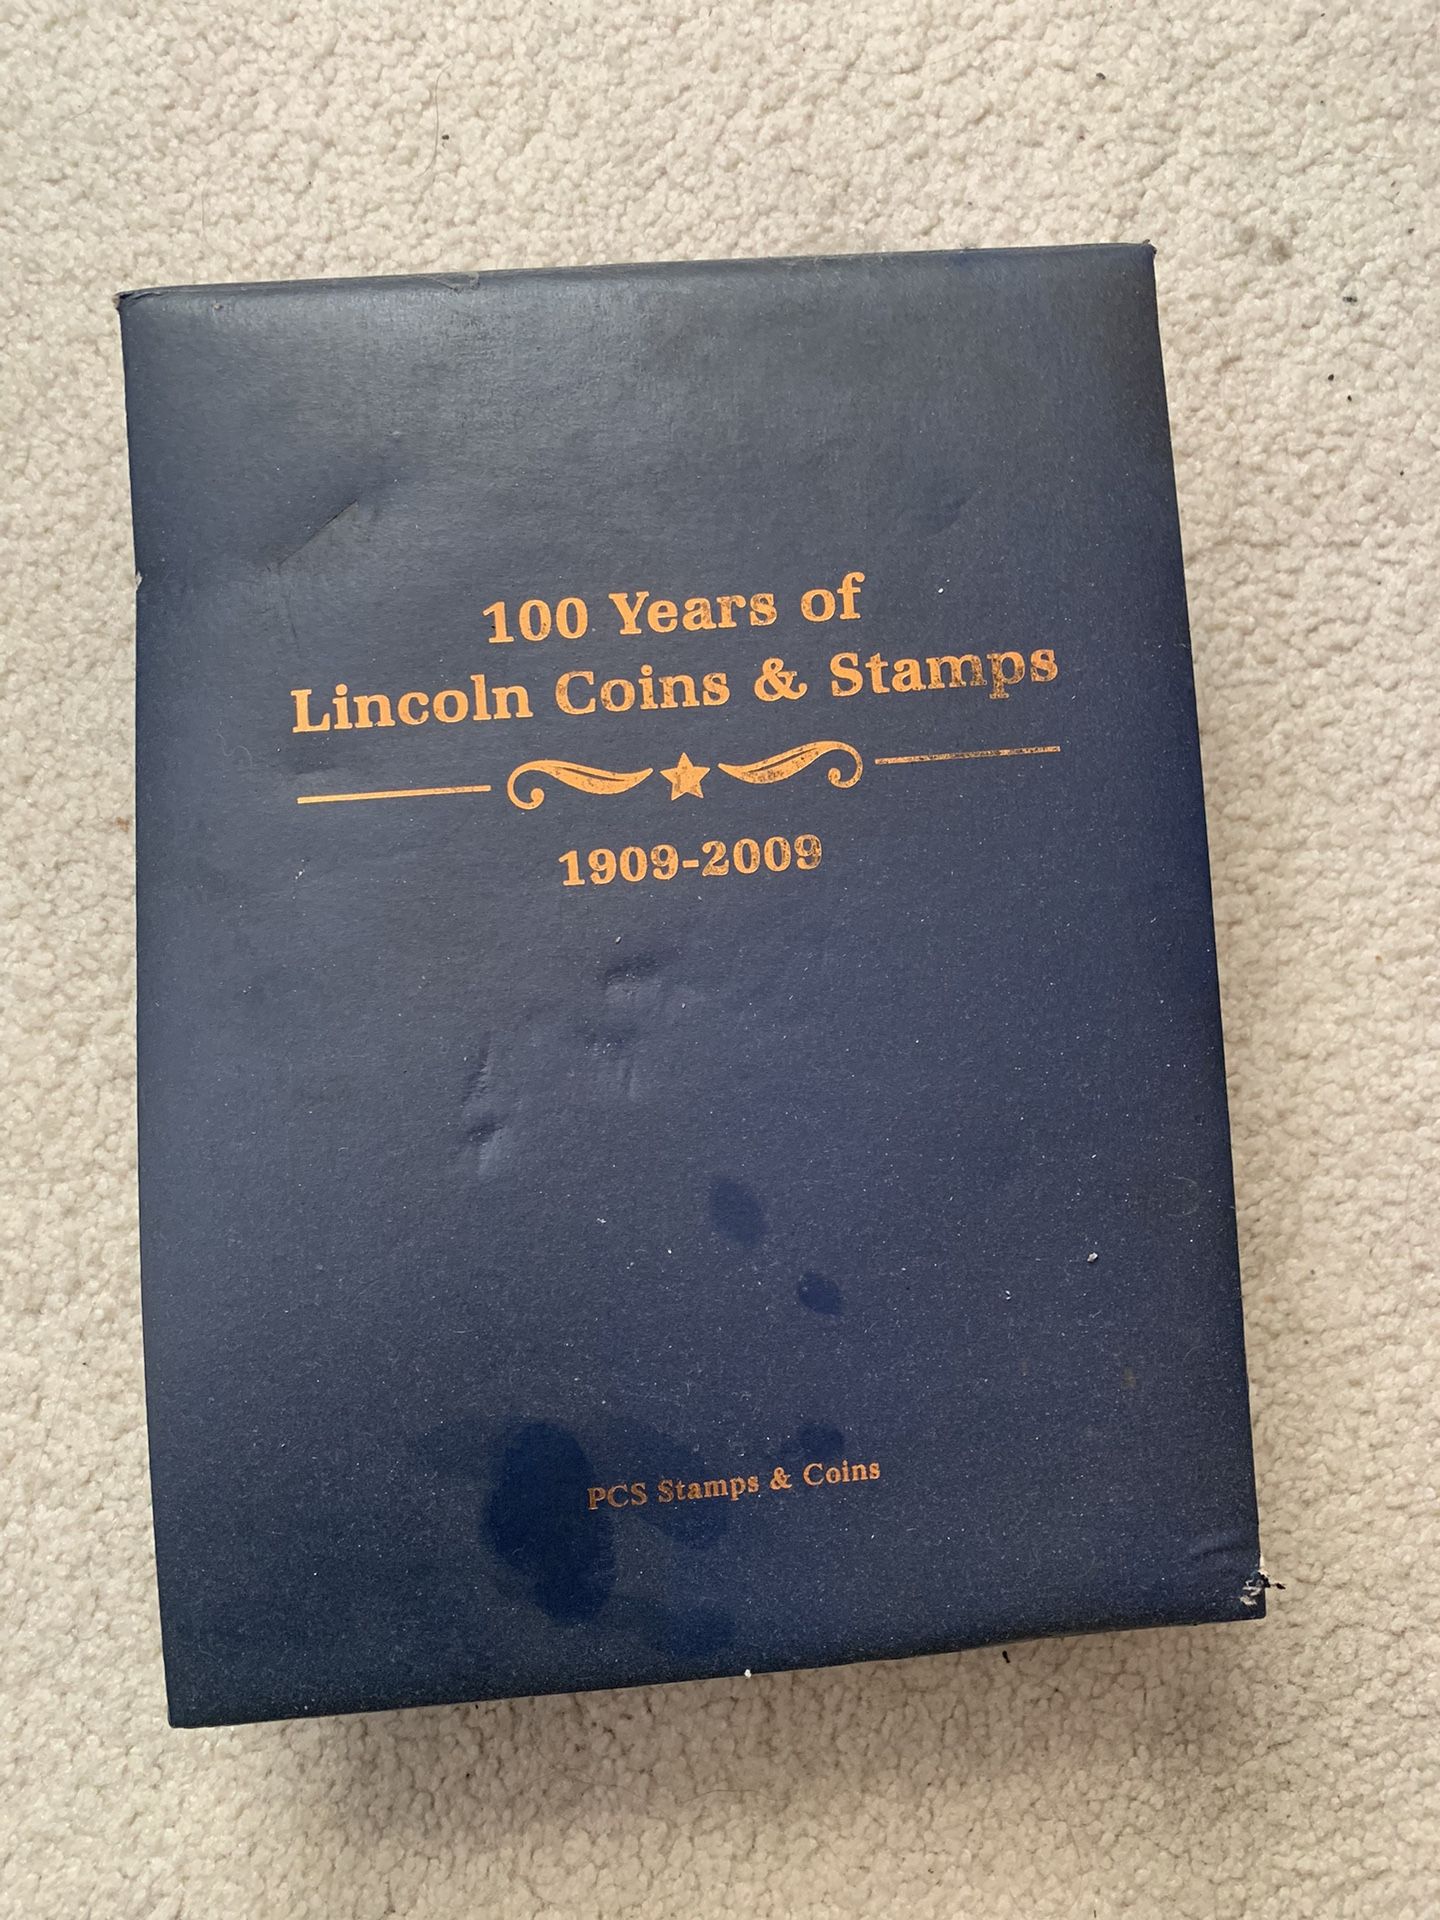 100 Years of
Lincoln Coins & Stamps
1909-2009
PCS Stamps & Coins